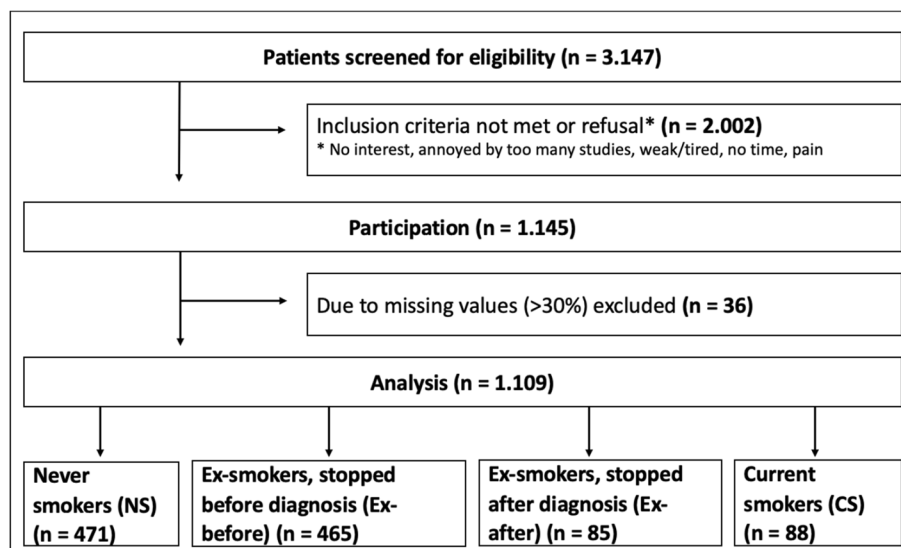 Patients screened for eligibility (n = 3.147)
Inclusion criteria not met or refusal* (n = 2.002)
* No interest, annoyed by too many studies, weak/tired, no time, pain
Participation (n = 1.145)
Due to missing values (>30%) excluded (n = 36)
Analysis (n = 1.109)
Never
smokers (NS)
(n = 471)
Ex-smokers, stopped
before diagnosis (Ex-
before) (n = 465)
Ex-smokers, stopped
after diagnosis (Ex-
after) (n = 85)
Current
smokers (CS)
(n = 88)